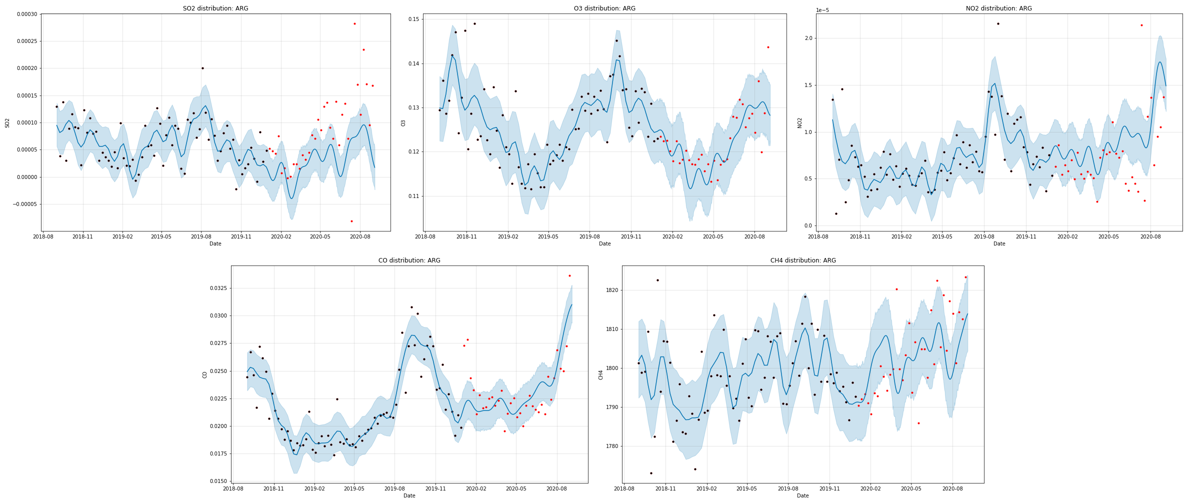 SO2 distribution: ARG
0.00030
0.00025
0.00020
0.00015
0.00010
0.00005
0.00000
−0.00005
SO2
2018-08 2018-11 2019-02 2019-05 2019-08 2019-11 2020-02 2020-05 2020-08
Date
O3 distribution: ARG
0.15
0.14
0.13
0.12
0.11
O3
2018-08 2018-11 2019-02 2019-05 2019-08 2019-11 2020-02 2020-05 2020-08
Date
1e−5
NO2 distribution: ARG
2.0
1.5
1.0
0.5
0.0
NO2
2018-08 2018-11 2019-02 2019-05 2019-08 2019-11 2020-02 2020-05 2020-08
Date
CO distribution: ARG
0.0325
0.0300
0.0275
0.0250
0.0225
0.0200
0.0175
0.0150
CO
2018-08 2018-11 2019-02 2019-05 2019-08 2019-11 2020-02 2020-05 2020-08
Date
CH4 distribution: ARG
1820
1810
1800
1790
1780
CH4
2018-08 2018-11 2019-02 2019-05 2019-08 2019-11 2020-02 2020-05 2020-08
Date